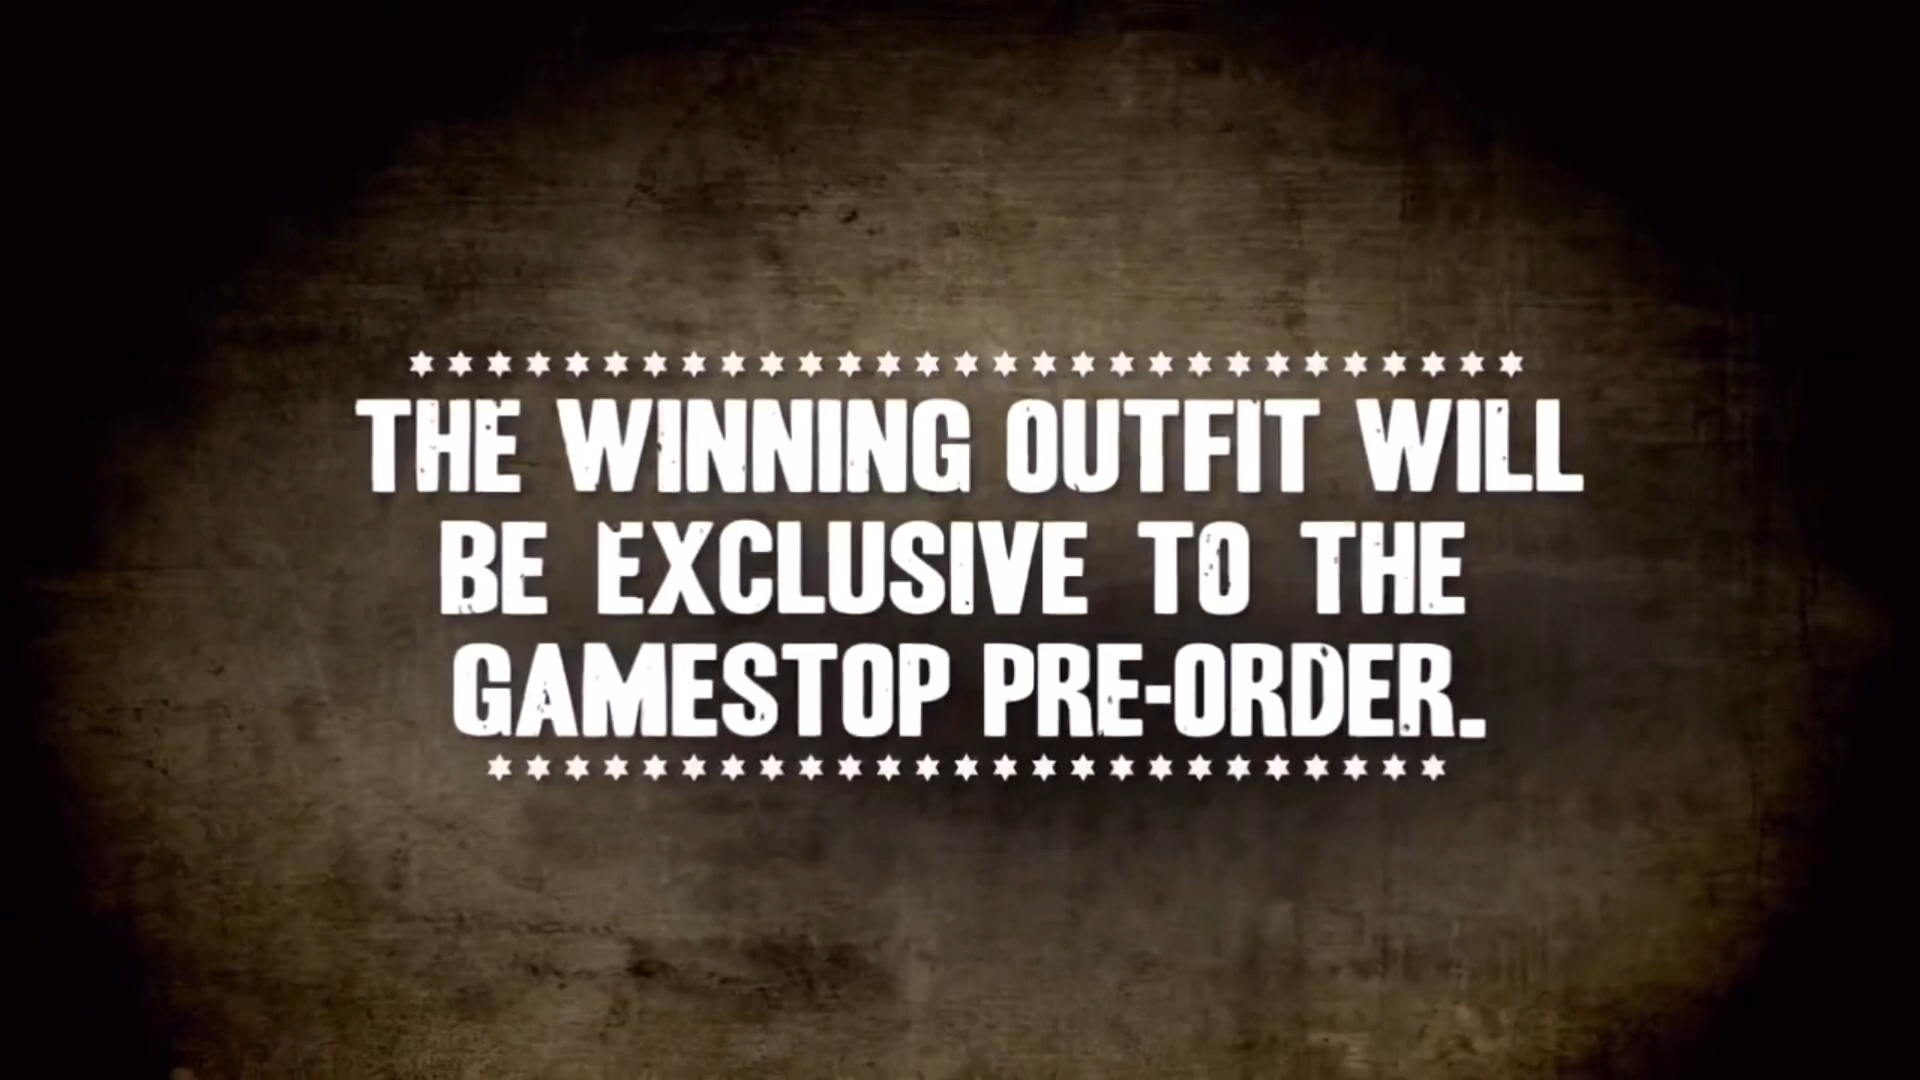 THE WINNING OUTFIT WILL
BE EXCLUSIVE TO THE
GAMESTOP PRE-ORDER.